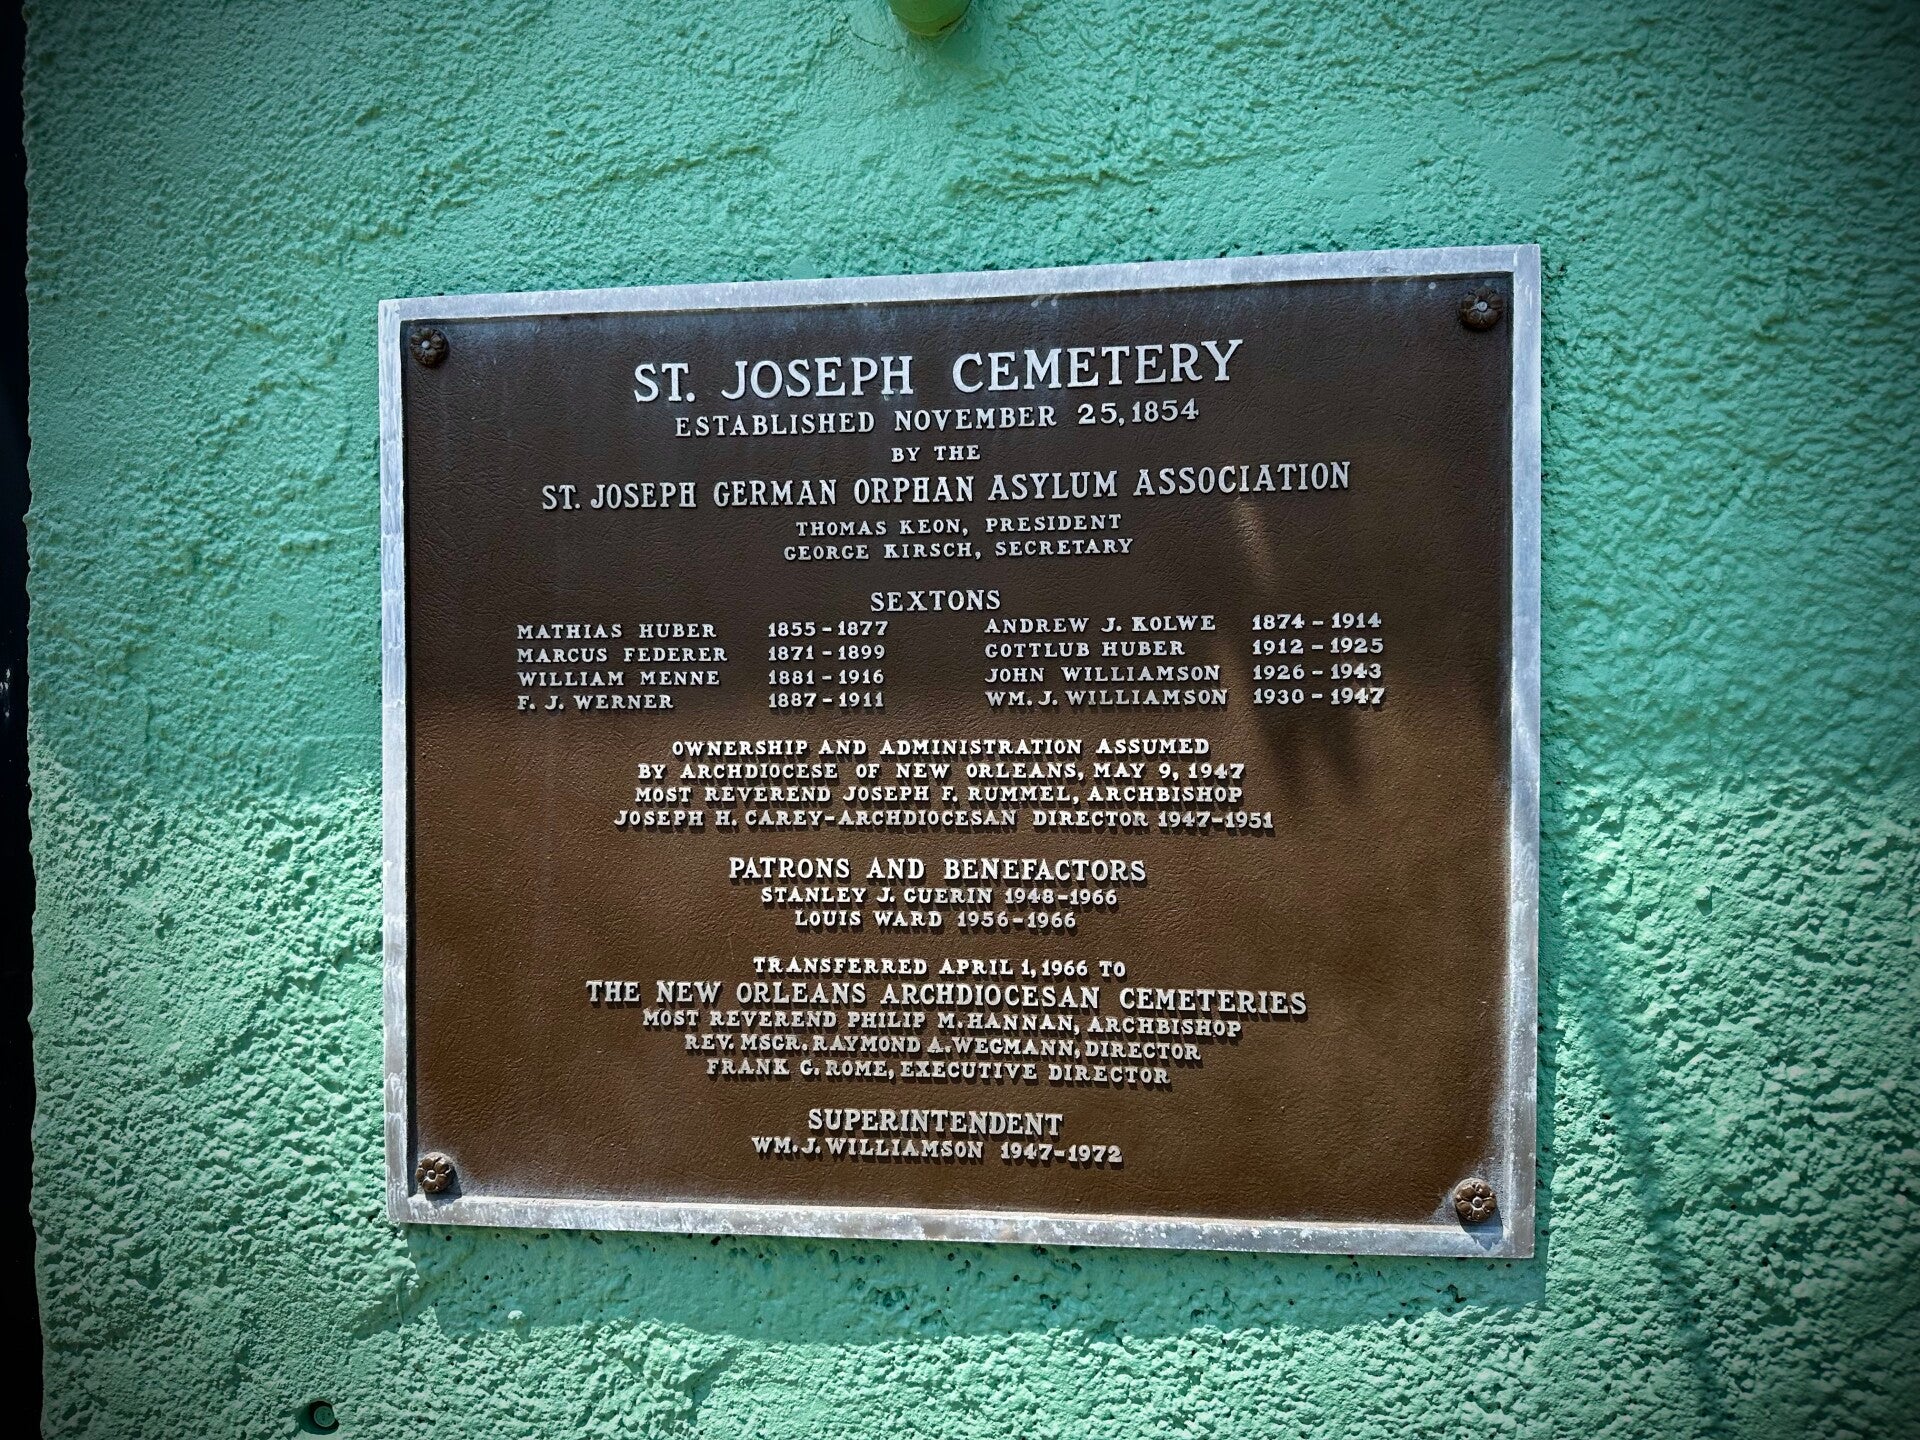 ST. JOSEPH CEMETERY
ESTABLISHED NOVEMBER 25, 1854
BY THE
ST. JOSEPH GERMAN ORPHAN ASYLUM ASSOCIATION
THOMAS KEON, PRESIDENT
GEORGE KIRSCH, SECRETARY
SEXTONS
MATHIAS HUBER 1855-1877 ANDREW J. KOLWE 1874-1914
MARCUS FEDERER 1871-1899 GOTTLUB HUBER 1912-1925
WILLIAM MENNE 1881-1916 JOHN WILLIAMSON 1926-1943
F. J. WERNER 1887-1911 WM. J. WILLIAMSON 1930-1947
OWNERSHIP AND ADMINISTRATION ASSUMED
BY ARCHDIOCESE OF NEW ORLEANS, MAY 9, 1947
MOST REVEREND JOSEPH F. RUMMEL, ARCHBISHOP
JOSEPH H. CAREY-ARCHDIOCESAN DIRECTOR 1947-1951
PATRONS AND BENEFACTORS
STANLEY J. GUERIN 1948-1966
LOUIS WARD 1956-1966
TRANSFERRED APRIL 1, 1966 TO
THE NEW ORLEANS ARCHDIOCESAN CEMETERIES
MOST REVEREND PHILIP M. HANNAN, ARCHBISHOP
REV. MSGR. RAYMOND A. WEGMANN, DIRECTOR
FRANK G. ROME, EXECUTIVE DIRECTOR
SUPERINTENDENT
WM. J. WILLIAMSON 1947-1972